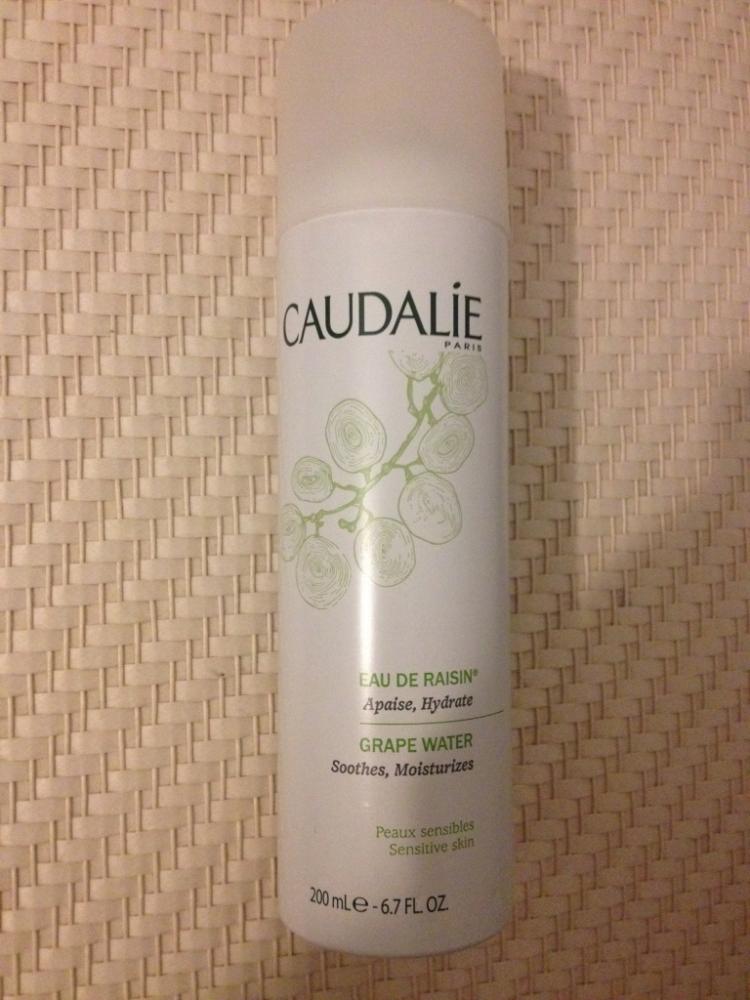 CAUDALİE
PARIS
EAU DE RAISIN®
Apaise, Hydrate
GRAPE WATER
Soothes, Moisturizes
Peaux sensibles
Sensitive skin
200 mL ℮ - 6.7 FL. OZ.